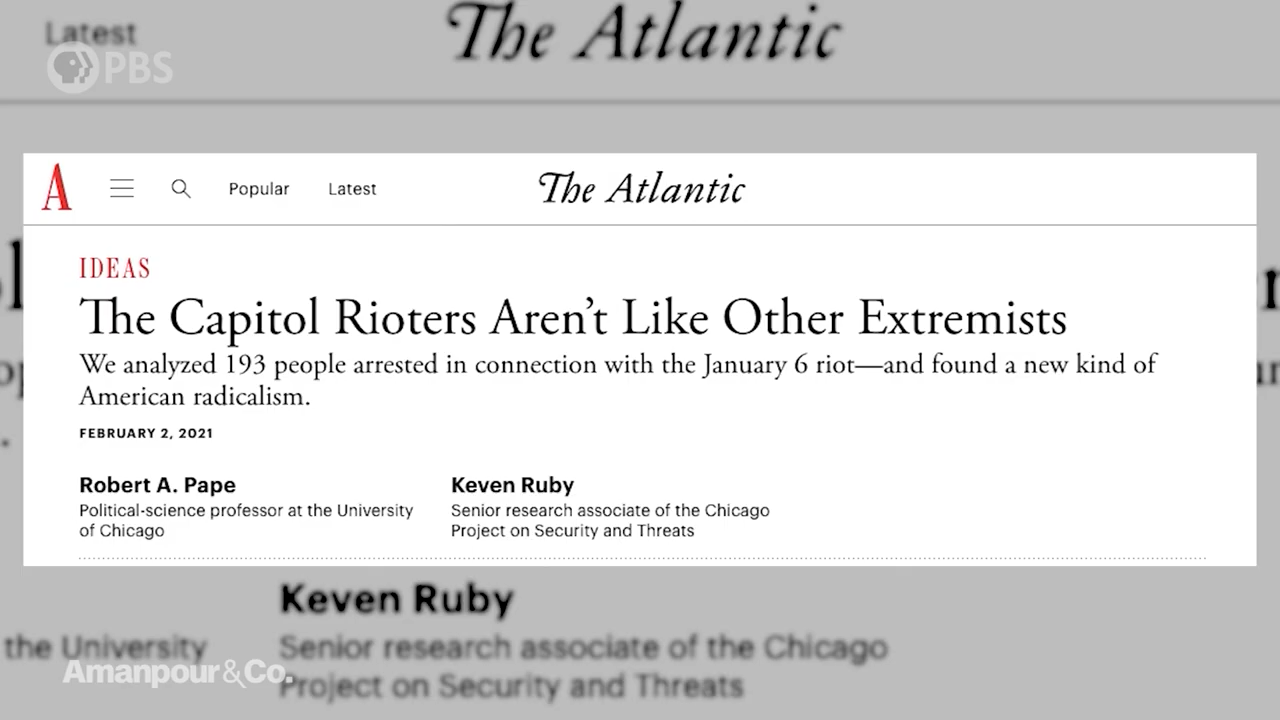 Latest
The Atlantic
PBS
A
Popular
Latest
The Atlantic
IDEAS
The Capitol Rioters Aren't Like Other Extremists
We analyzed 193 people arrested in connection with the January 6 riot—and found a new kind of
American radicalism.
FEBRUARY 2, 2021
Robert A. Pape
Political-science professor at the University
of Chicago
Keven Ruby
Senior research associate of the Chicago
Project on Security and Threats
Keven Ruby
the University
Senior research associate of the Chicago
Project on Security and Threats
Amanpour&Co.